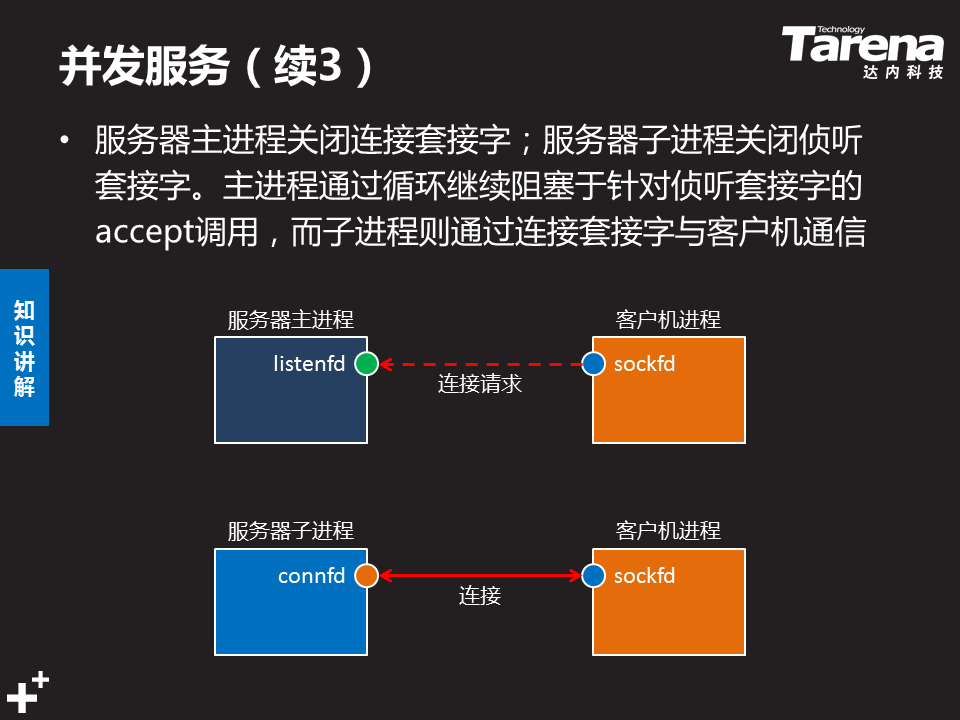 并发服务（续3）
Technology
Tarena
达内科技
• 服务器主进程关闭连接套接字；服务器子进程关闭侦听
套接字。主进程通过循环继续阻塞于针对侦听套接字的
accept调用，而子进程则通过连接套接字与客户机通信
知识讲解
服务器主进程
客户机进程
listenfd
sockfd
连接请求
服务器子进程
客户机进程
connfd
sockfd
连接